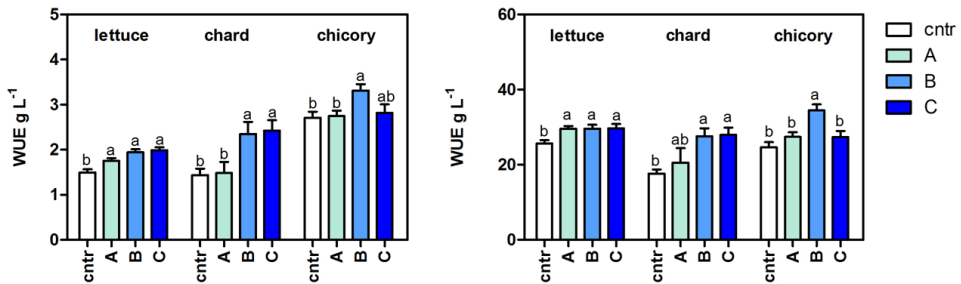 5
4
3
2
1
0
WUE g L⁻¹
lettuce chard chicory
b a a a b b a a b b a ab
cntr A B C cntr A B C cntr A B C
60
40
20
0
WUE g L⁻¹
lettuce chard chicory
b a a a b ab a a b b a b
cntr A B C cntr A B C cntr A B C
cntr
A
B
C